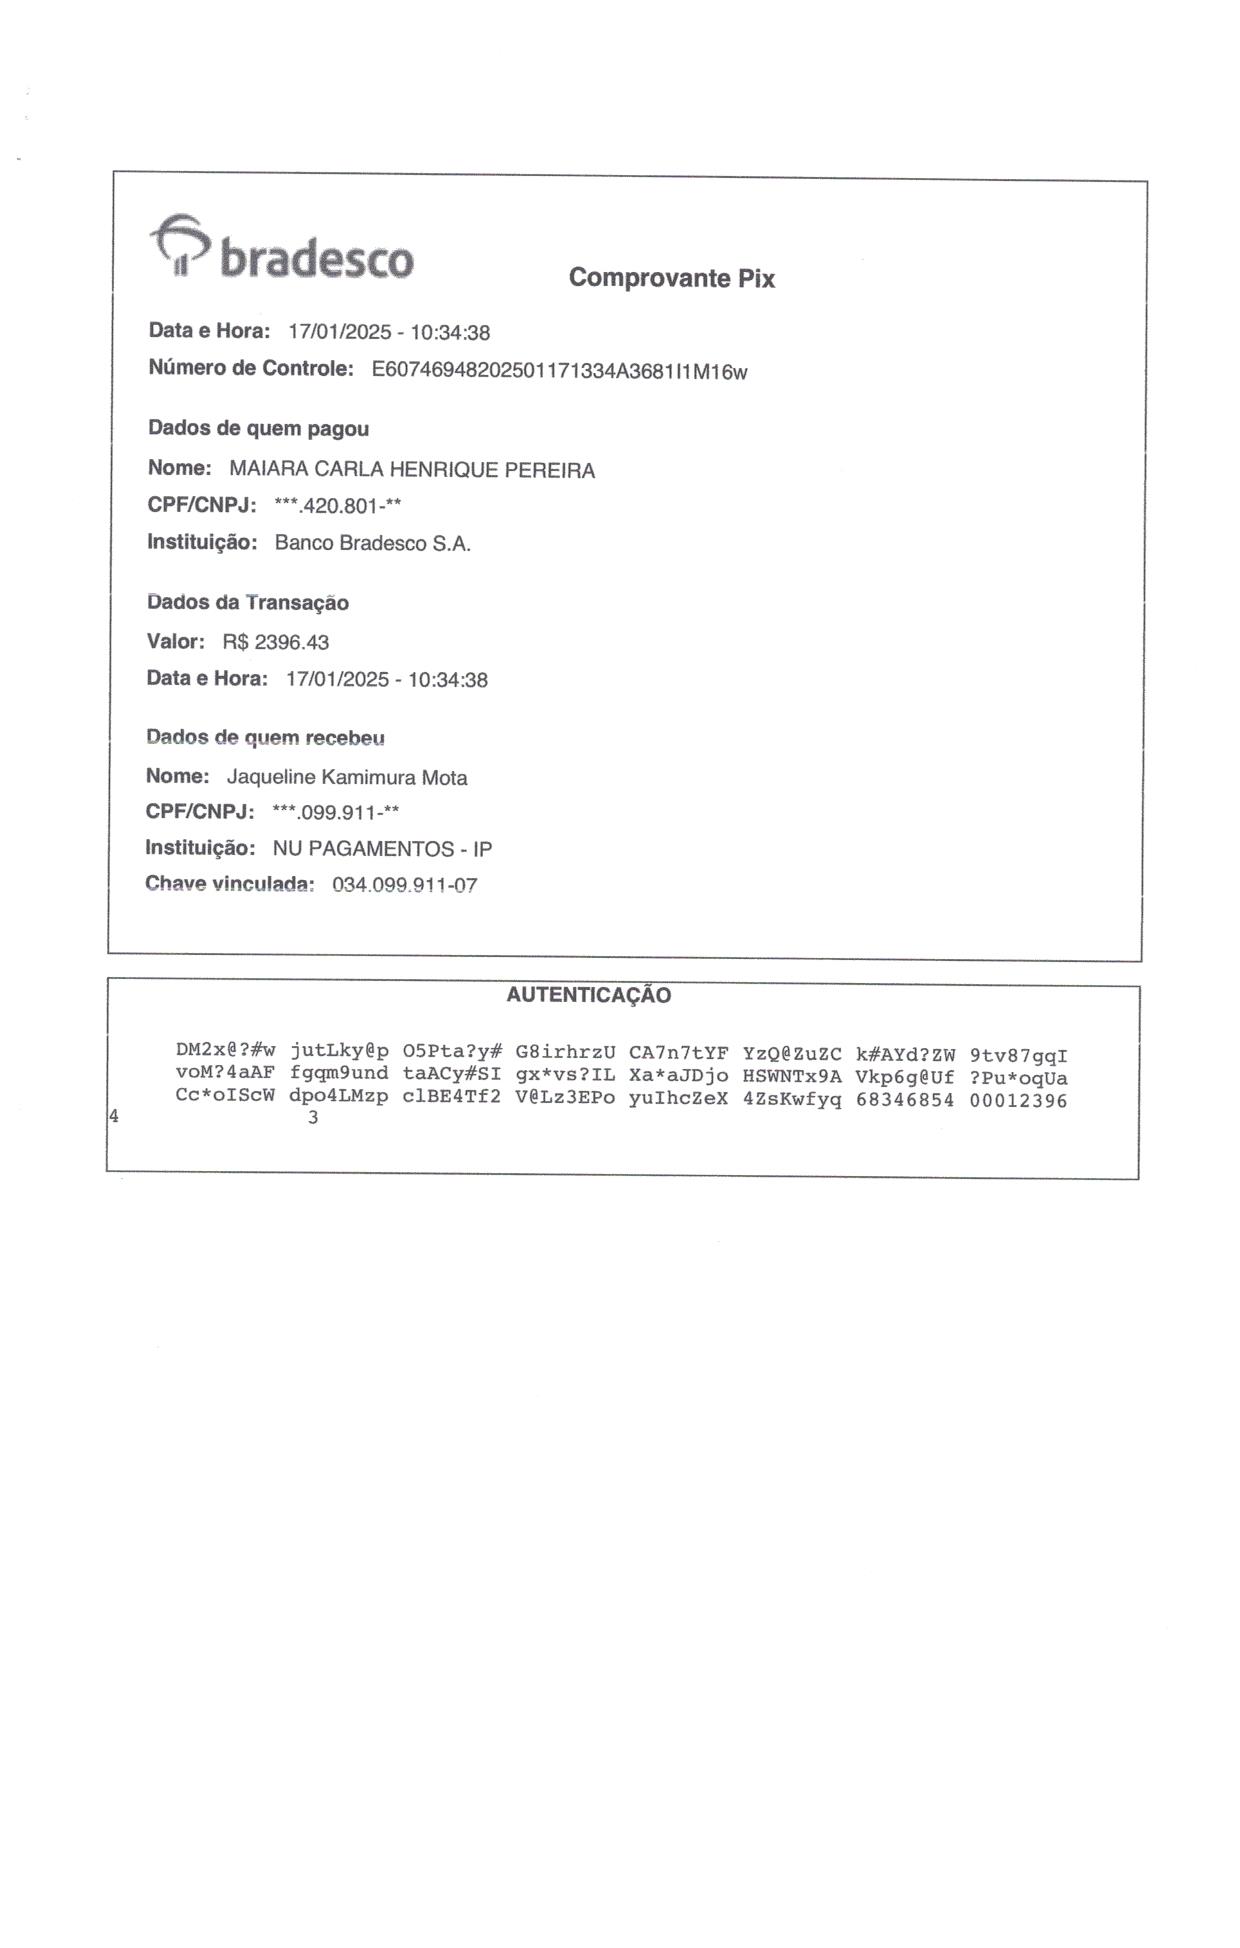 bradesco
Comprovante Pix
Data e Hora: 17/01/2025 - 10:34:38
Número de Controle: E60746948202501171334A3681I1M16w
Dados de quem pagou
Nome: MAIARA CARLA HENRIQUE PEREIRA
CPF/CNPJ: ***.420.801-**
Instituição: Banco Bradesco S.A.
Dados da Transação
Valor: R$ 2396.43
Data e Hora: 17/01/2025 - 10:34:38
Dados de quem recebeu
Nome: Jaqueline Kamimura Mota
CPF/CNPJ: ***.099.911-**
Instituição: NU PAGAMENTOS - IP
Chave vinculada: 034.099.911-07
AUTENTICAÇÃO
DM2x@?#w jutLky@p O5Pta?y# G8irhrzU CA7n7tYF YzQ@ZuZC k#AYd?ZW 9tv87gqI
voM?4aAF fgqm9und taACy#SI gx*vs?IL Xa*aJDjo HSWNTx9A Vkp6g@Uf ?Pu*oqUa
Cc*oIScW dpo4LMzp clBE4Tf2 V@Lz3EPo yuIhcZeX 4ZsKwfyq 68346854 00012396
4 3